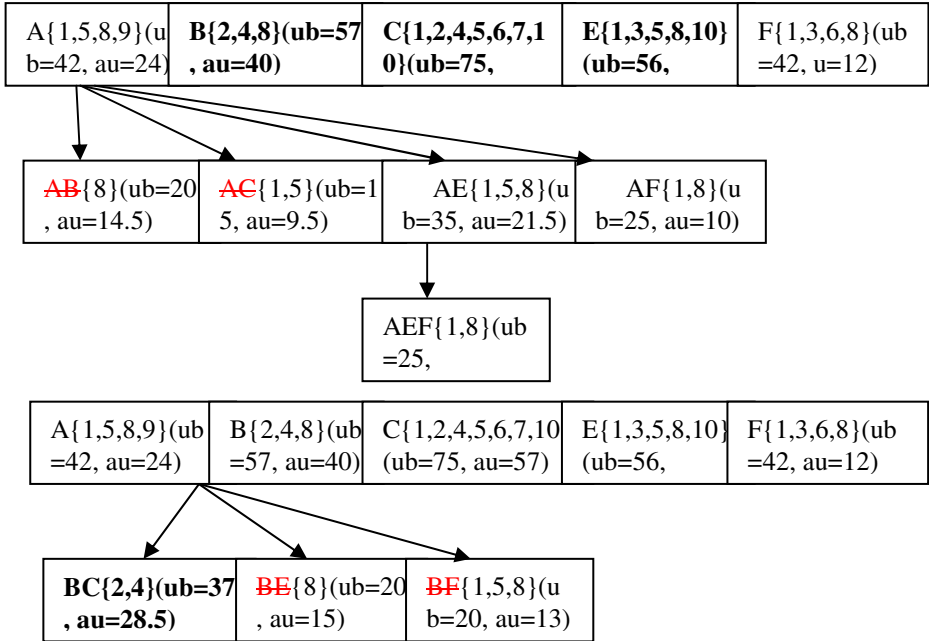 A{1,5,8,9}(u
b=42, au=24)
B{2,4,8}(ub=57
, au=40)
C{1,2,4,5,6,7,1
0}(ub=75,
E{1,3,5,8,10}
(ub=56,
F{1,3,6,8}(ub
=42, u=12)
AB{8}(ub=20
, au=14.5)
AC{1,5}(ub=1
5, au=9.5)
AE{1,5,8}(u
b=35, au=21.5)
AF{1,8}(u
b=25, au=10)
AEF{1,8}(ub
=25,
A{1,5,8,9}(ub
=42, au=24)
B{2,4,8}(ub
=57, au=40)
C{1,2,4,5,6,7,10
(ub=75, au=57)
E{1,3,5,8,10}
(ub=56,
F{1,3,6,8}(ub
=42, au=12)
BC{2,4}(ub=37
, au=28.5)
BE{8}(ub=20
, au=15)
BF{1,5,8}(u
b=20, au=13)